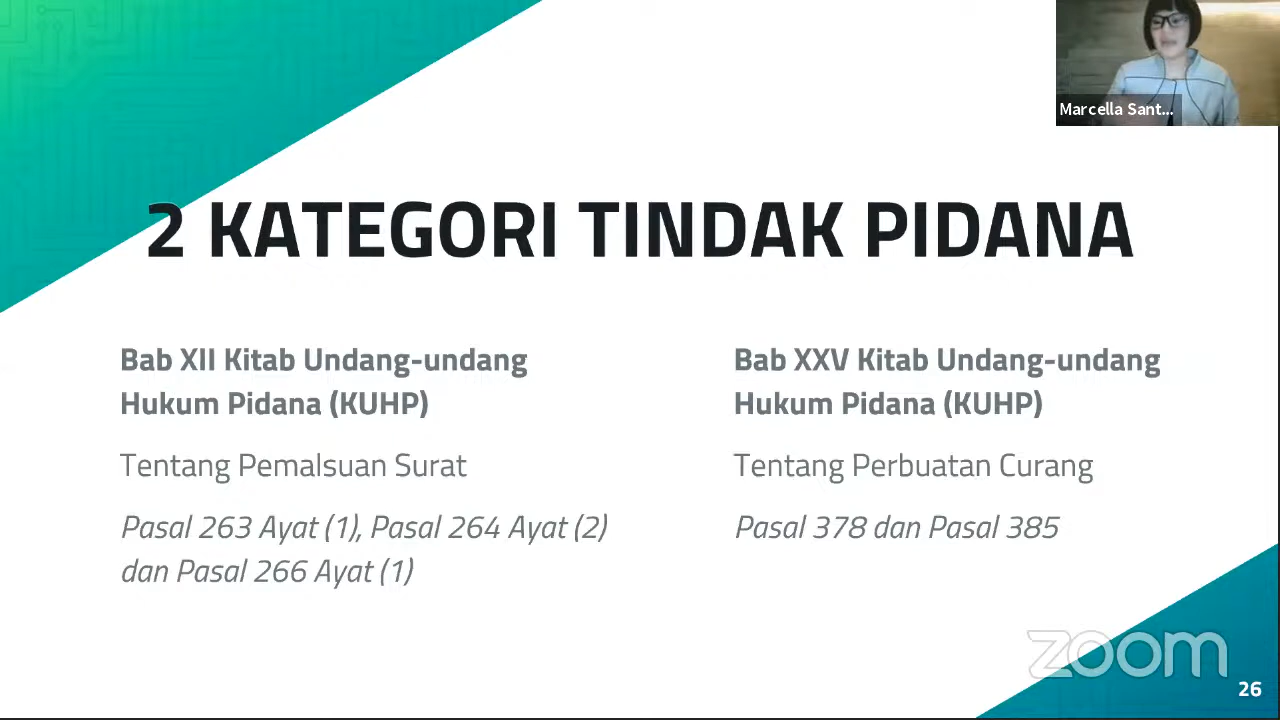 Marcella Sant...
2 KATEGORI TINDAK PIDANA
Bab XII Kitab Undang-undang
Hukum Pidana (KUHP)
Tentang Pemalsuan Surat
Pasal 263 Ayat (1), Pasal 264 Ayat (2)
dan Pasal 266 Ayat (1)
Bab XXV Kitab Undang-undang
Hukum Pidana (KUHP)
Tentang Perbuatan Curang
Pasal 378 dan Pasal 385
zoom
26